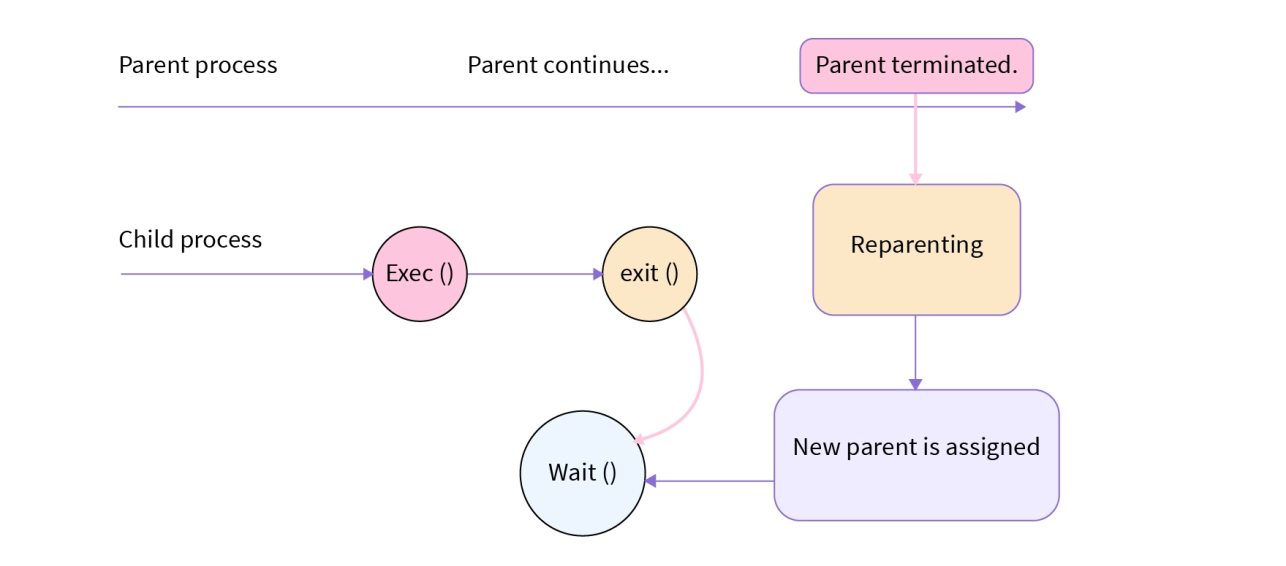 Parent process
Parent continues...
Parent terminated.
Child process
Exec ()
exit ()
Reparenting
Wait ()
New parent is assigned